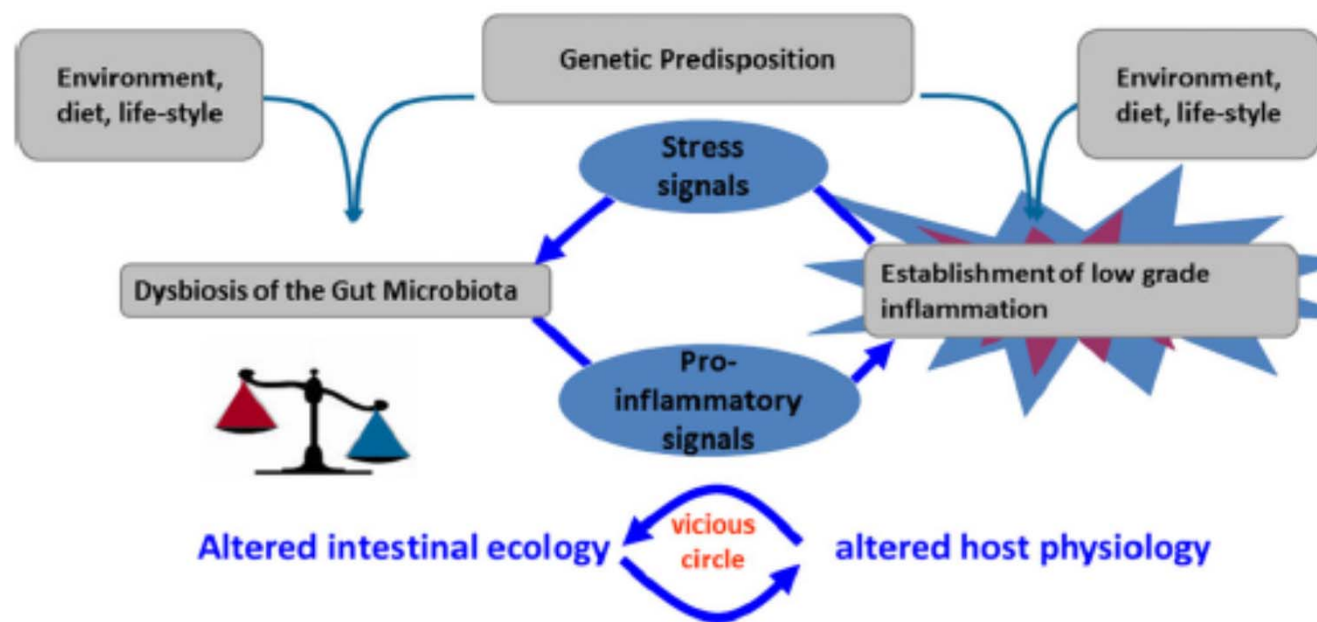 Environment,
diet, life-style
Genetic Predisposition
Environment,
diet, life-style
Stress
signals
Dysbiosis of the Gut Microbiota
Establishment of low grade
inflammation
Pro-
inflammatory
signals
Altered intestinal ecology
vicious
circle
altered host physiology